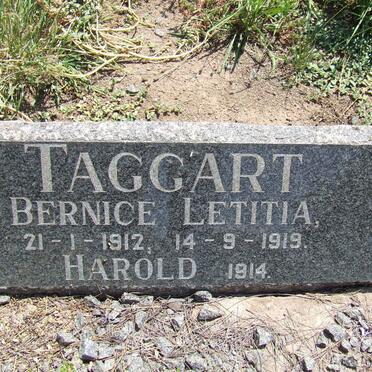 TAGGART
BERNICE LETITIA,
21-1-1912, 14-9-1919.
HAROLD 1914.